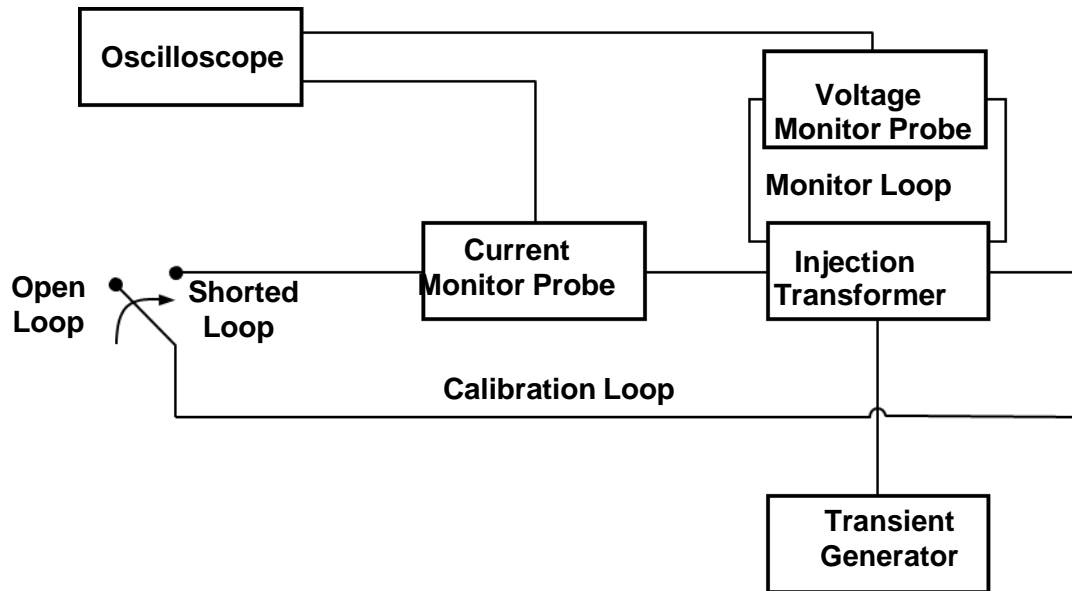 Oscilloscope
Voltage
Monitor Probe
Monitor Loop
Current
Monitor Probe
Injection
Transformer
Open
Loop
Shorted
Loop
Calibration Loop
Transient
Generator